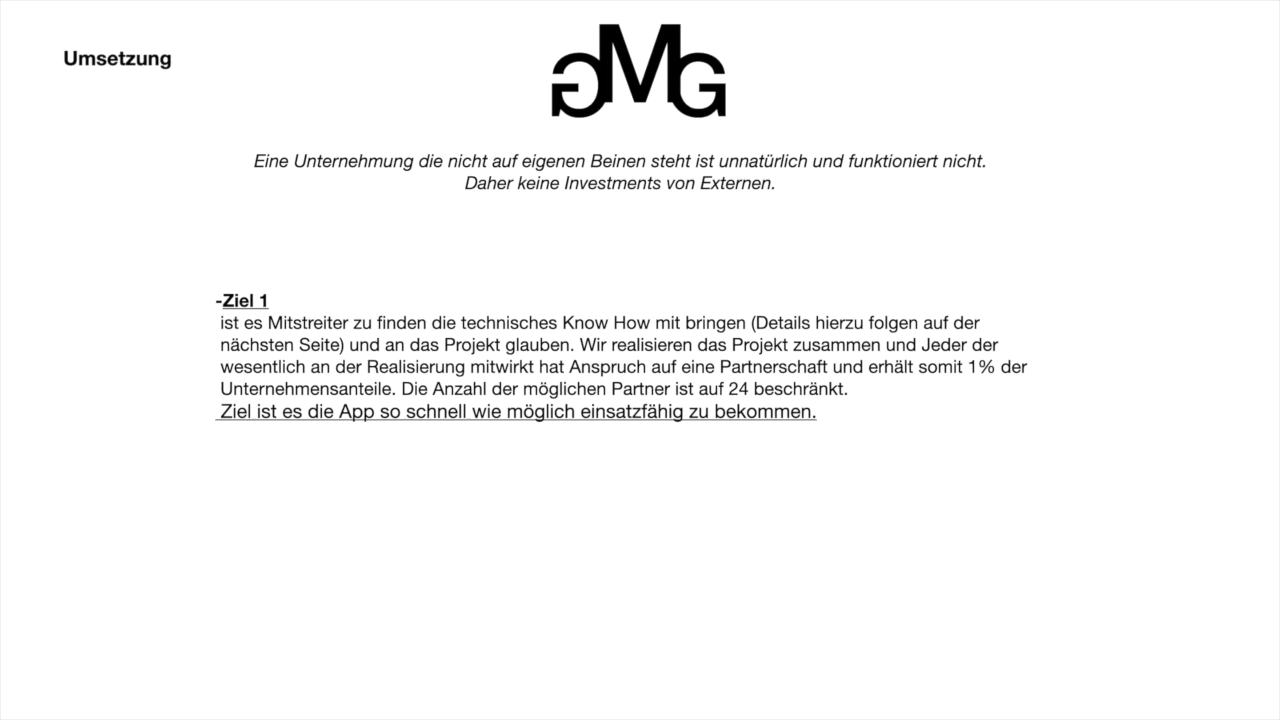 Umsetzung
GMG
Eine Unternehmung die nicht auf eigenen Beinen steht ist unnatürlich und funktioniert nicht.
Daher keine Investments von Externen.
-Ziel 1
ist es Mitstreiter zu finden die technisches Know How mit bringen (Details hierzu folgen auf der
nächsten Seite) und an das Projekt glauben. Wir realisieren das Projekt zusammen und Jeder der
wesentlich an der Realisierung mitwirkt hat Anspruch auf eine Partnerschaft und erhält somit 1% der
Unternehmensanteile. Die Anzahl der möglichen Partner ist auf 24 beschränkt.
Ziel ist es die App so schnell wie möglich einsatzfähig zu bekommen.